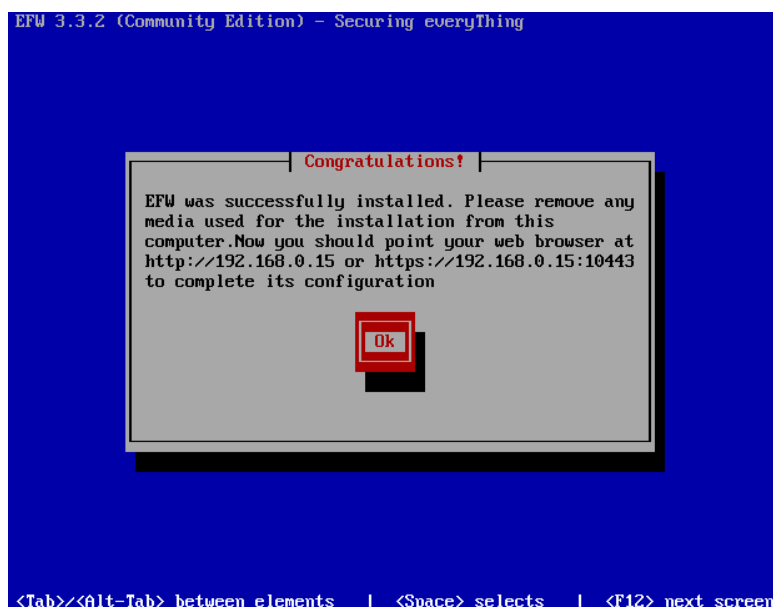 EFW 3.3.2 (Community Edition) - Securing everyThing
Congratulations!
EFW was successfully installed. Please remove any
media used for the installation from this
computer.Now you should point your web browser at
http://192.168.0.15 or https://192.168.0.15:10443
to complete its configuration
Ok
<Tab>/<Alt-Tab> between elements | <Space> selects | <F12> next screen